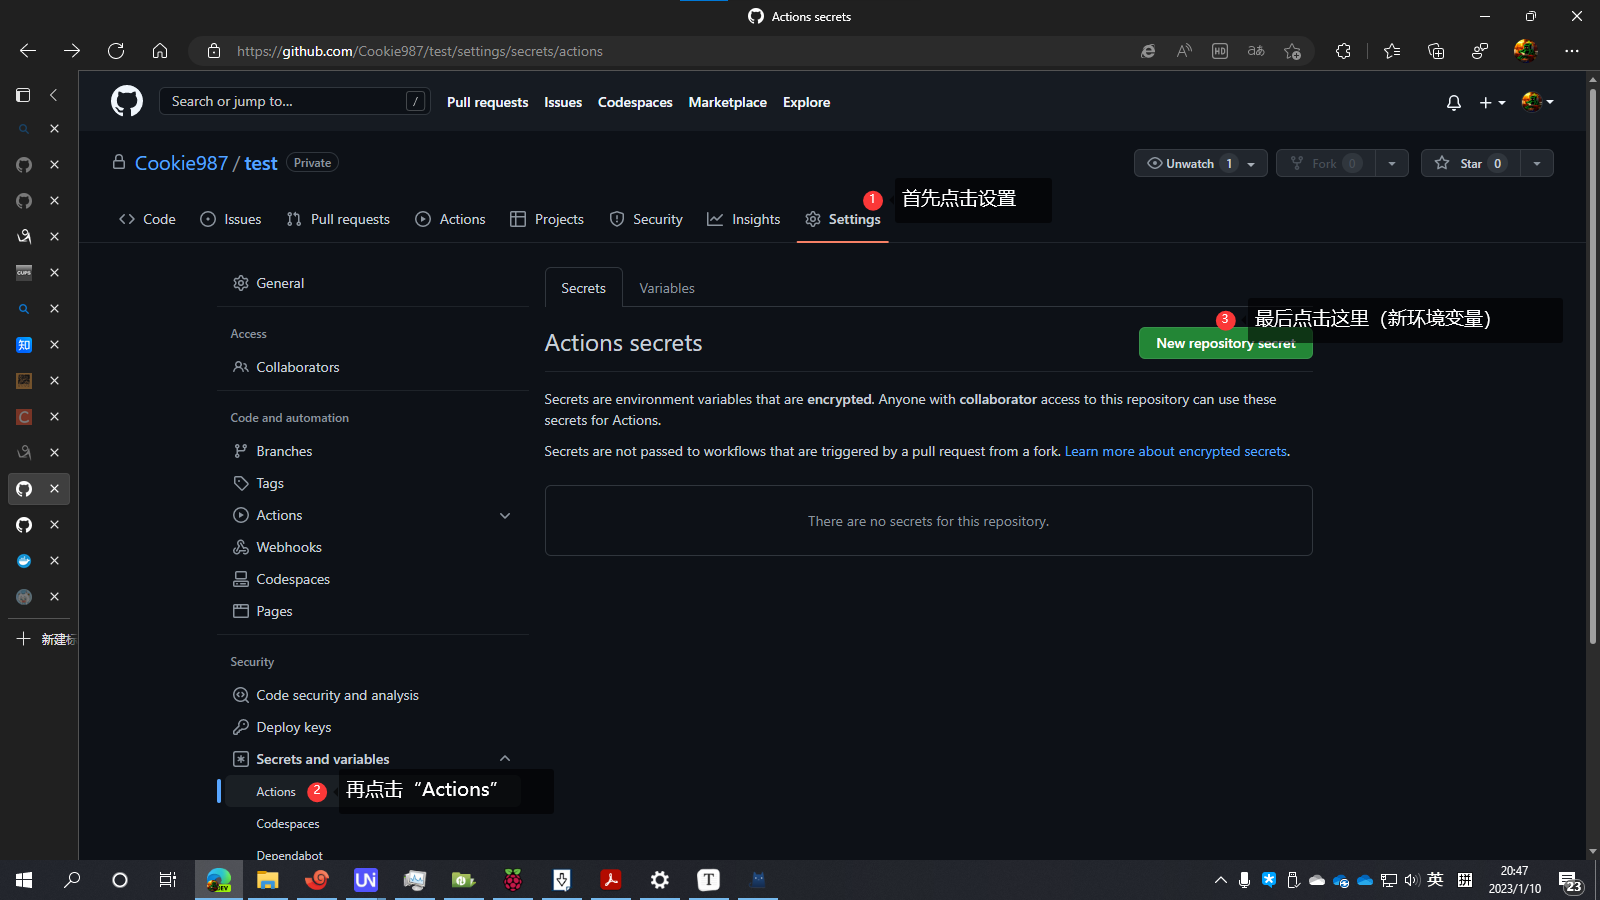 Actions secrets
https://github.com/Cookie987/test/settings/secrets/actions
Search or jump to... /
Pull requests Issues Codespaces Marketplace Explore
Cookie987 / test Private
Unwatch 1 Fork 0 Star 0
1 首先点击设置
Code Issues Pull requests Actions Projects Security Insights Settings
General
Access
Collaborators
Code and automation
Branches
Tags
Actions
Webhooks
Codespaces
Pages
Security
Code security and analysis
Deploy keys
Secrets and variables
Actions 2 再点击“Actions”
Codespaces
Dependabot
Secrets Variables
3 最后点击这里（新环境变量）
Actions secrets
New repository secret
Secrets are environment variables that are encrypted. Anyone with collaborator access to this repository can use these
secrets for Actions.
Secrets are not passed to workflows that are triggered by a pull request from a fork. Learn more about encrypted secrets.
There are no secrets for this repository.
新建标
英 拼
20:47
2023/1/10
23